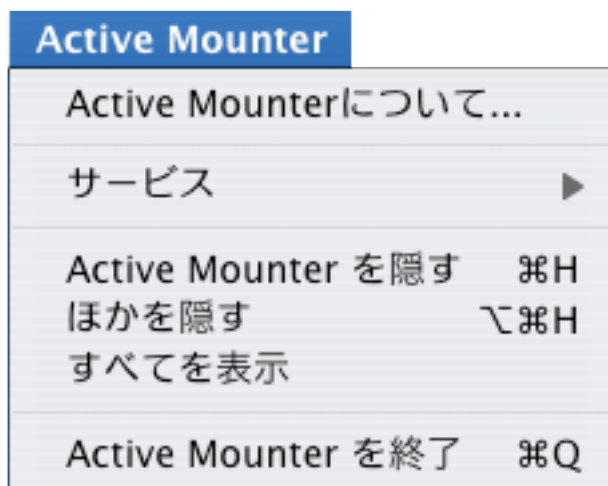 Active Mounter
Active Mounterについて...
サービス ▶
Active Mounter を隠す ⌘H
ほかを隠す ⌥⌘H
すべてを表示
Active Mounter を終了 ⌘Q